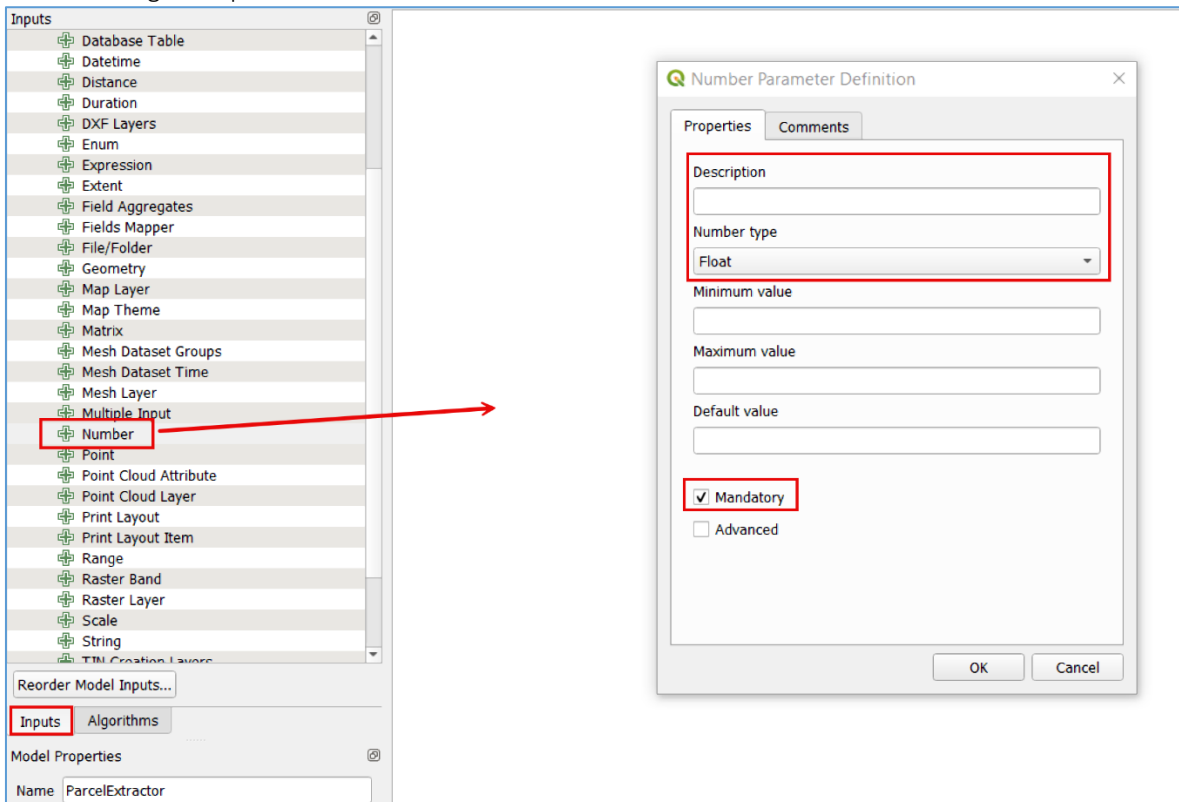 Inputs
Database Table
Datetime
Distance
Duration
DXF Layers
Enum
Expression
Extent
Field Aggregates
Fields Mapper
File/Folder
Geometry
Map Layer
Map Theme
Matrix
Mesh Dataset Groups
Mesh Dataset Time
Mesh Layer
Multiple Input
Number
Point
Point Cloud Attribute
Point Cloud Layer
Print Layout
Print Layout Item
Range
Raster Band
Raster Layer
Scale
String
TIN Creation Layers
Reorder Model Inputs...
Inputs Algorithms
Model Properties
Name ParcelExtractor
Number Parameter Definition
Properties Comments
Description
Number type
Float
Minimum value
Maximum value
Default value
Mandatory
Advanced
OK Cancel